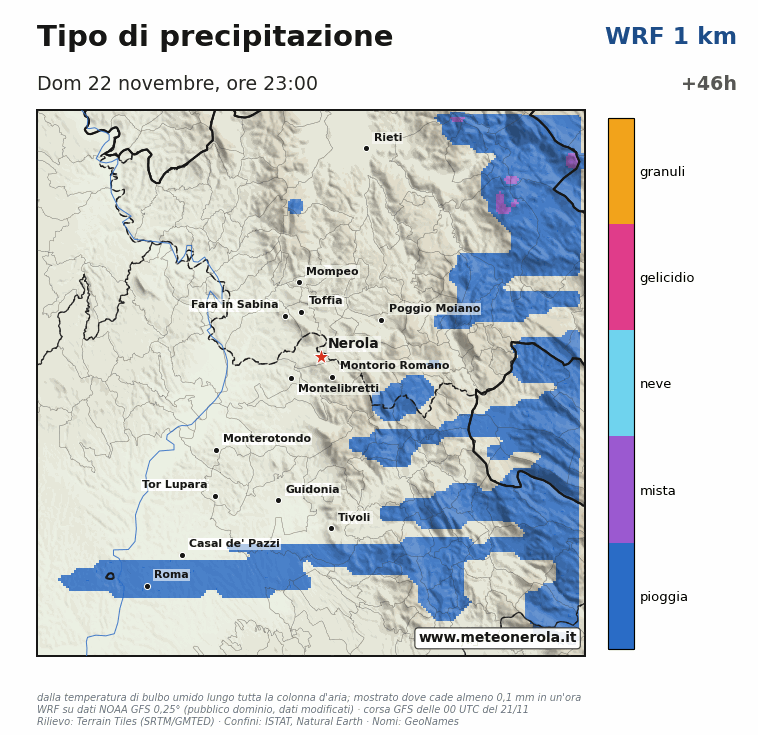 Tipo di precipitazione
WRF 1 km
Dom 22 novembre, ore 23:00
+46h
Rieti
Mompeo
Fara in Sabina
Toffia
Poggio Moiano
Nerola
Montorio Romano
Montelibretti
Monterotondo
Tor Lupara
Guidonia
Tivoli
Casal de' Pazzi
Roma
www.meteonerola.it
granuli
gelicidio
neve
mista
pioggia
dalla temperatura di bulbo umido lungo tutta la colonna d'aria; mostrato dove cade almeno 0,1 mm in un'ora
WRF su dati NOAA GFS 0,25° (pubblico dominio, dati modificati) · corsa GFS delle 00 UTC del 21/11
Rilievo: Terrain Tiles (SRTM/GMTED) · Confini: ISTAT, Natural Earth · Nomi: GeoNames